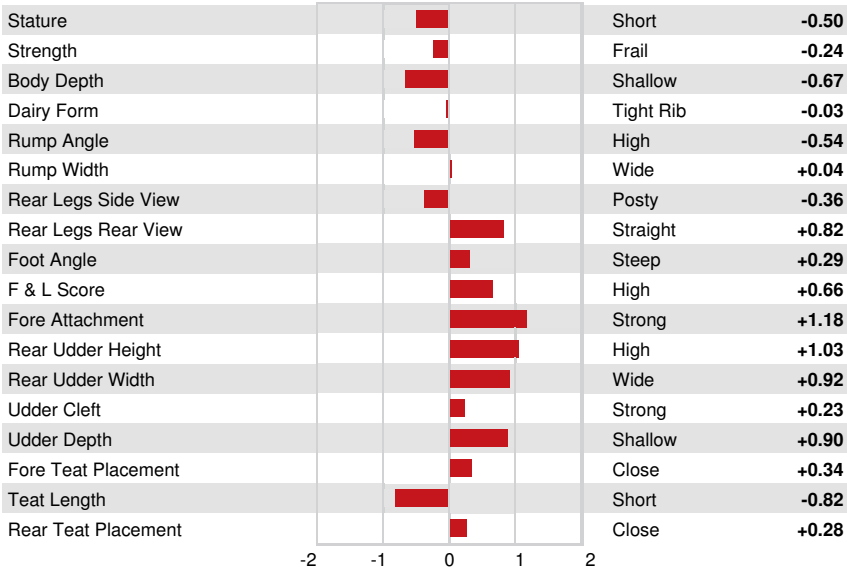 Stature Short -0.50
Strength Frail -0.24
Body Depth Shallow -0.67
Dairy Form Tight Rib -0.03
Rump Angle High -0.54
Rump Width Wide +0.04
Rear Legs Side View Posty -0.36
Rear Legs Rear View Straight +0.82
Foot Angle Steep +0.29
F & L Score High +0.66
Fore Attachment Strong +1.18
Rear Udder Height High +1.03
Rear Udder Width Wide +0.92
Udder Cleft Strong +0.23
Udder Depth Shallow +0.90
Fore Teat Placement Close +0.34
Teat Length Short -0.82
Rear Teat Placement Close +0.28
-2 -1 0 1 2